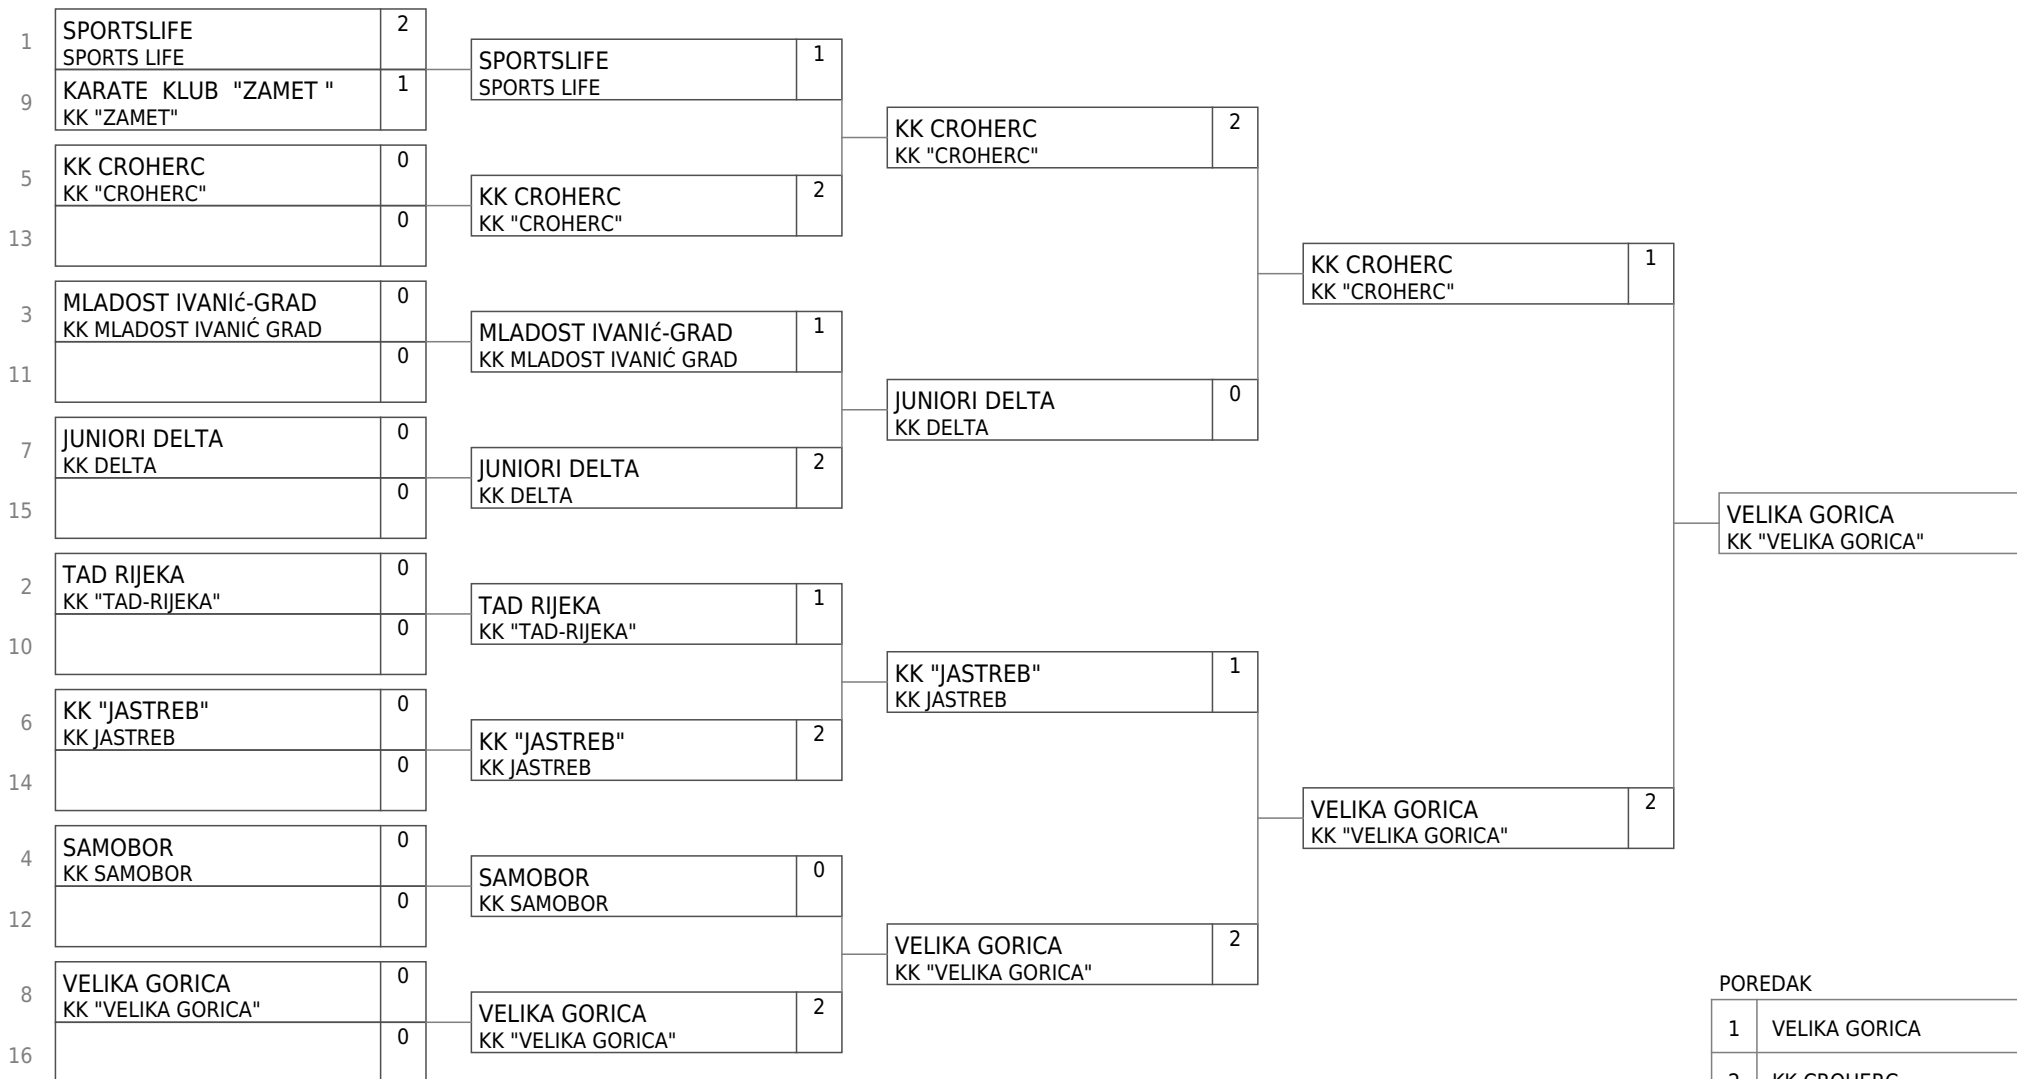 1
SPORTSLIFE
SPORTS LIFE
2
9
KARATE KLUB "ZAMET "
KK "ZAMET"
1
5
KK CROHERC
KK "CROHERC"
0
13
0
3
MLADOST IVANIć-GRAD
KK MLADOST IVANIĆ GRAD
0
11
0
7
JUNIORI DELTA
KK DELTA
0
15
0
2
TAD RIJEKA
KK "TAD-RIJEKA"
0
10
0
6
KK "JASTREB"
KK JASTREB
0
14
0
4
SAMOBOR
KK SAMOBOR
0
12
0
8
VELIKA GORICA
KK "VELIKA GORICA"
0
16
0
SPORTSLIFE
SPORTS LIFE
1
KK CROHERC
KK "CROHERC"
2
MLADOST IVANIć-GRAD
KK MLADOST IVANIĆ GRAD
1
JUNIORI DELTA
KK DELTA
2
TAD RIJEKA
KK "TAD-RIJEKA"
1
KK "JASTREB"
KK JASTREB
2
SAMOBOR
KK SAMOBOR
0
VELIKA GORICA
KK "VELIKA GORICA"
2
KK CROHERC
KK "CROHERC"
2
JUNIORI DELTA
KK DELTA
0
KK "JASTREB"
KK JASTREB
1
VELIKA GORICA
KK "VELIKA GORICA"
2
KK CROHERC
KK "CROHERC"
1
VELIKA GORICA
KK "VELIKA GORICA"
2
VELIKA GORICA
KK "VELIKA GORICA"
POREDAK
1 VELIKA GORICA
2 KK CROHERC